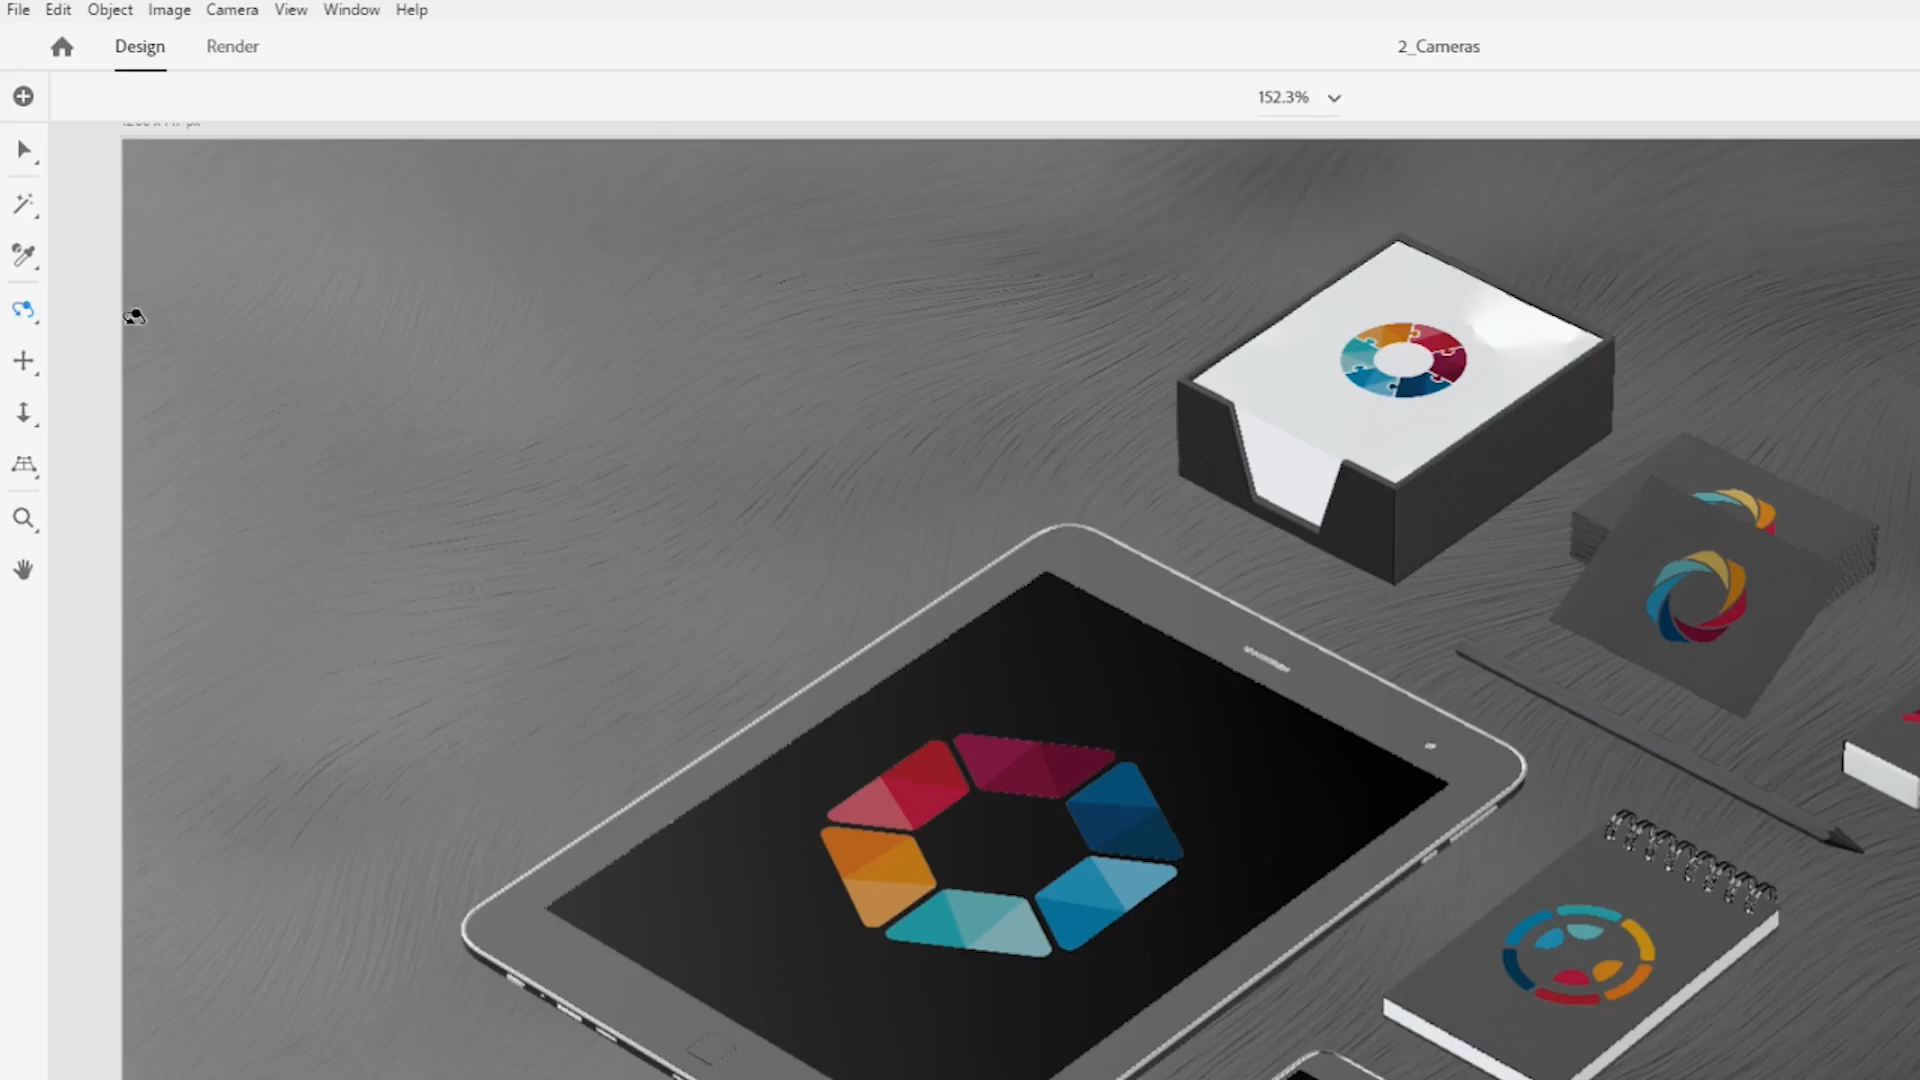 File Edit Object Image Camera View Window Help
Design Render 2_Cameras
152.3%